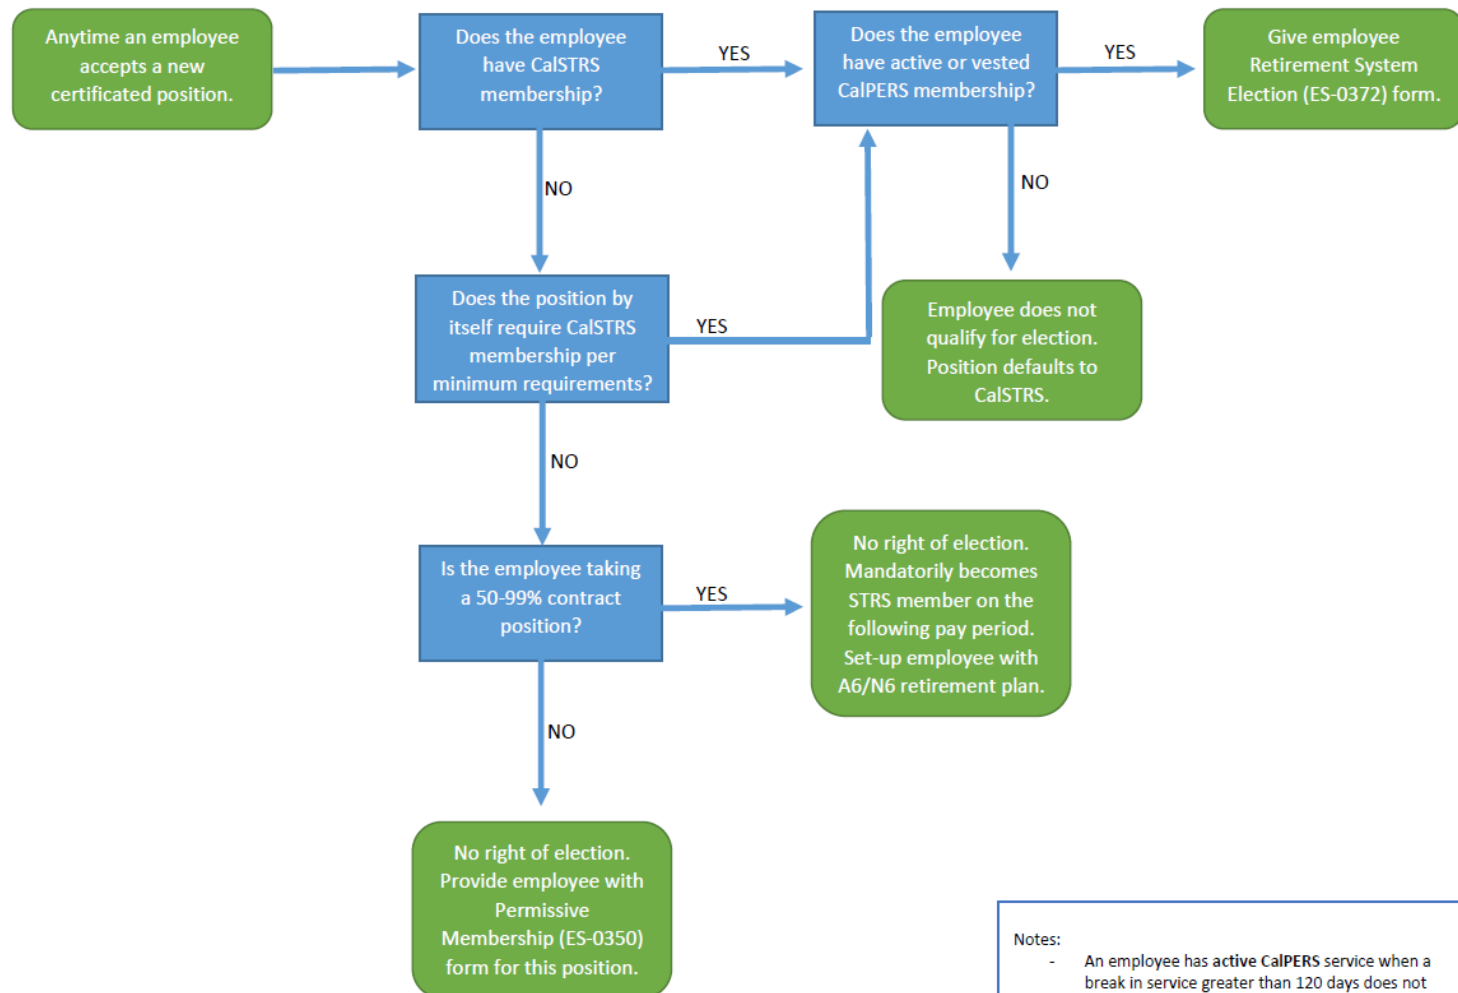 Anytime an employee
accepts a new
certificated position.
Does the employee
have CalSTRS
membership?
YES
Does the employee
have active or vested
CalPERS membership?
YES
Give employee
Retirement System
Election (ES-0372) form.
NO
NO
Does the position by
itself require CalSTRS
membership per
minimum requirements?
YES
Employee does not
qualify for election.
Position defaults to
CalSTRS.
NO
Is the employee taking
a 50-99% contract
position?
YES
No right of election.
Mandatorily becomes
STRS member on the
following pay period.
Set-up employee with
A6/N6 retirement plan.
NO
No right of election.
Provide employee with
Permissive
Membership (ES-0350)
form for this position.
Notes:
- An employee has active CalPERS service when a
break in service greater than 120 days does not